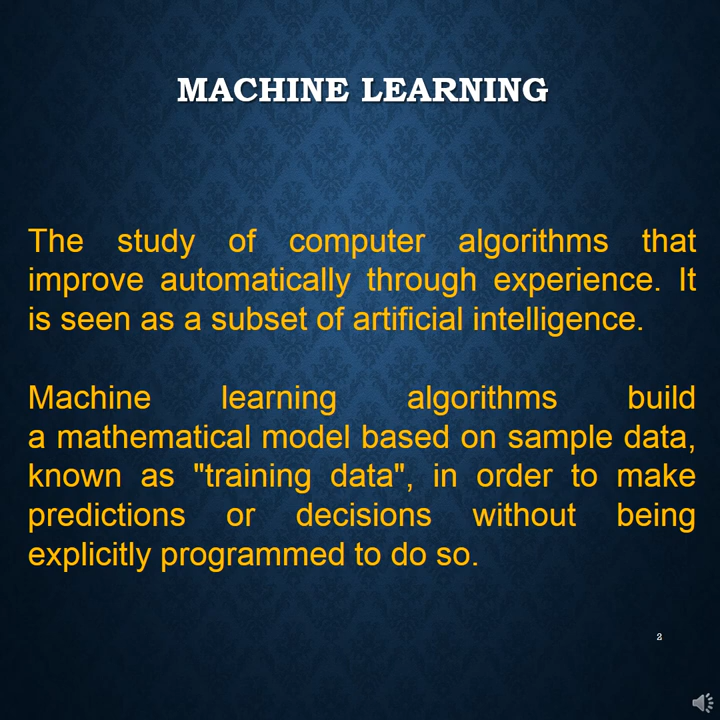 MACHINE LEARNING
The study of computer algorithms that
improve automatically through experience. It
is seen as a subset of artificial intelligence.
Machine learning algorithms build
a mathematical model based on sample data,
known as "training data", in order to make
predictions or decisions without being
explicitly programmed to do so.
2